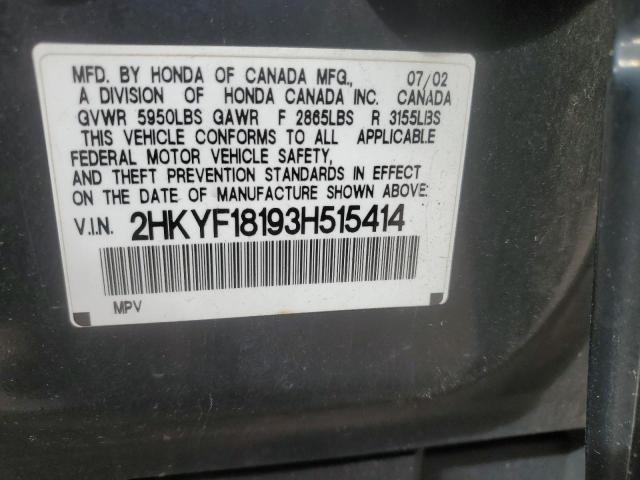 MFD. BY HONDA OF CANADA MFG., 07/02
A DIVISION OF HONDA CANADA INC. CANADA
GVWR 5950LBS GAWR F 2865LBS R 3155LBS
THIS VEHICLE CONFORMS TO ALL APPLICABLE
FEDERAL MOTOR VEHICLE SAFETY,
AND THEFT PREVENTION STANDARDS IN EFFECT
ON THE DATE OF MANUFACTURE SHOWN ABOVE.
V.I.N. 2HKYF18193H515414
MPV